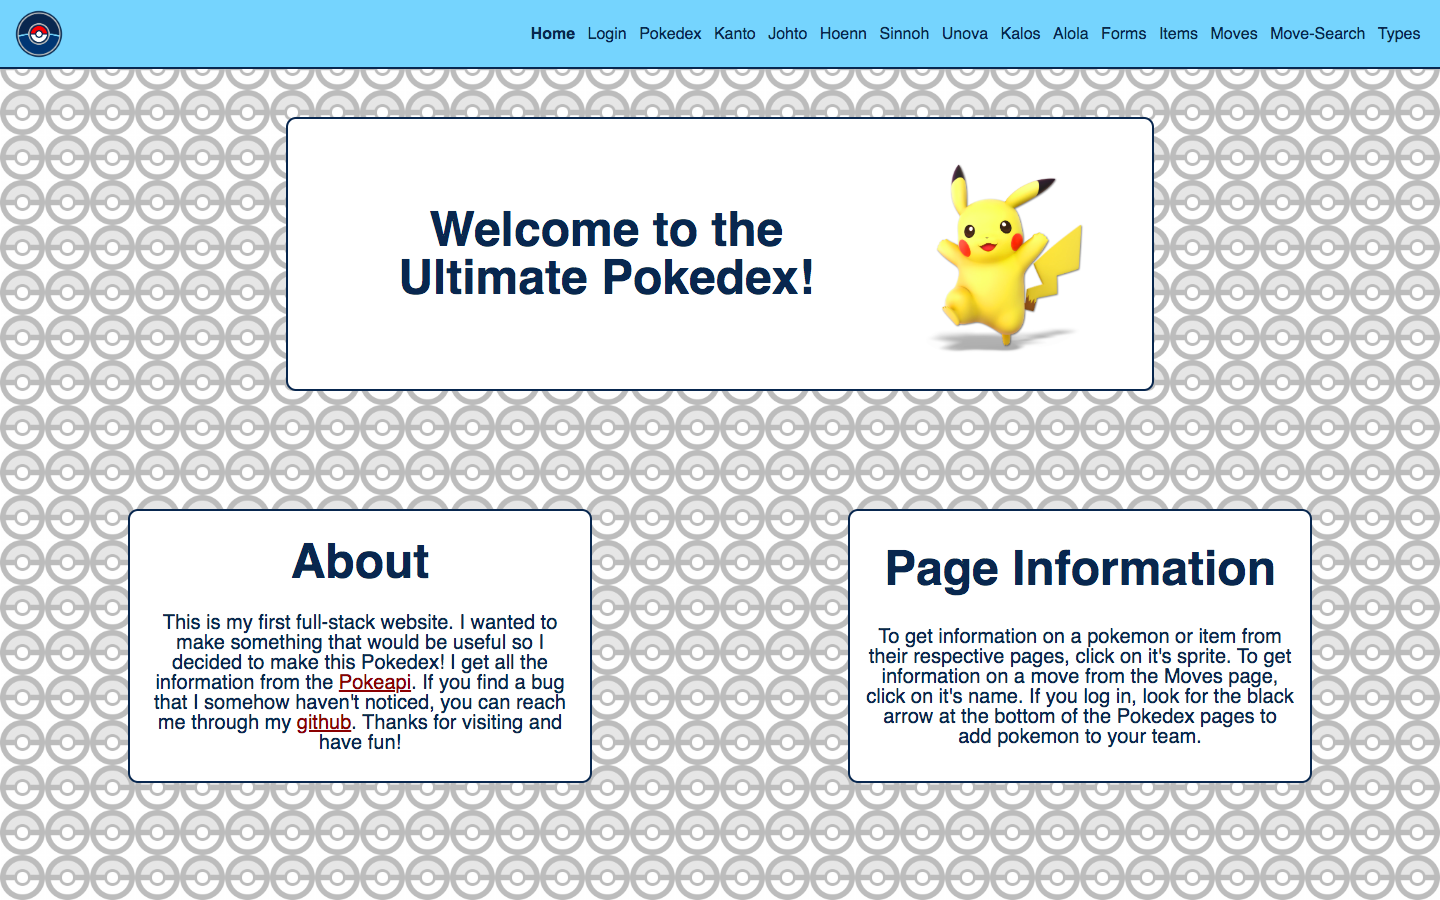 Home Login Pokedex Kanto Johto Hoenn Sinnoh Unova Kalos Alola Forms Items Moves Move-Search Types
Welcome to the
Ultimate Pokedex!
About
This is my first full-stack website. I wanted to
make something that would be useful so I
decided to make this Pokedex! I get all the
information from the Pokeapi. If you find a bug
that I somehow haven't noticed, you can reach
me through my github. Thanks for visiting and
have fun!
Page Information
To get information on a pokemon or item from
their respective pages, click on it's sprite. To get
information on a move from the Moves page,
click on it's name. If you log in, look for the black
arrow at the bottom of the Pokedex pages to
add pokemon to your team.